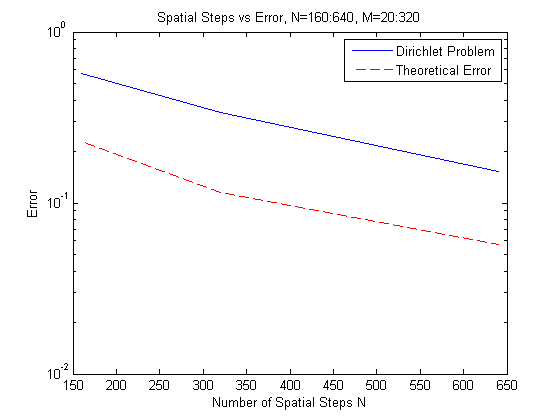 Spatial Steps vs Error, N=160:640, M=20:320
Dirichlet Problem
Theoretical Error
10^0
10^-1
10^-2
Error
150 200 250 300 350 400 450 500 550 600 650
Number of Spatial Steps N